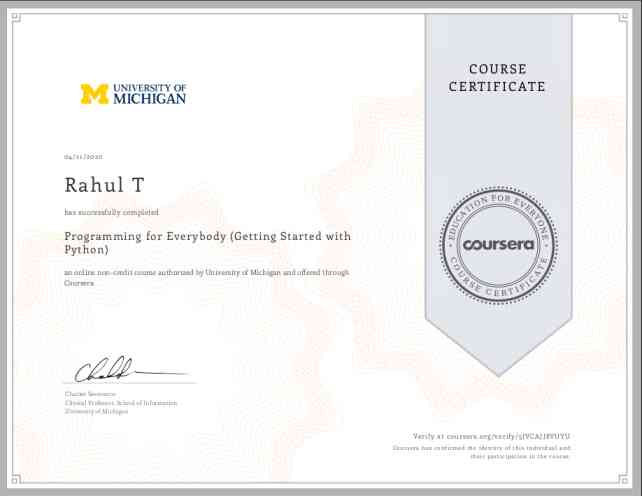 UNIVERSITY OF
MICHIGAN
COURSE
CERTIFICATE
04/21/2020
Rahul T
has successfully completed
Programming for Everybody (Getting Started with
Python)
an online non-credit course authorized by University of Michigan and offered through
Coursera
EDUCATION FOR EVERYONE
coursera
COURSE CERTIFICATE
Charles Severance
Clinical Professor, School of Information
University of Michigan
Verify at coursera.org/verify/
Coursera has confirmed the identity of this individual and
their participation in the course.